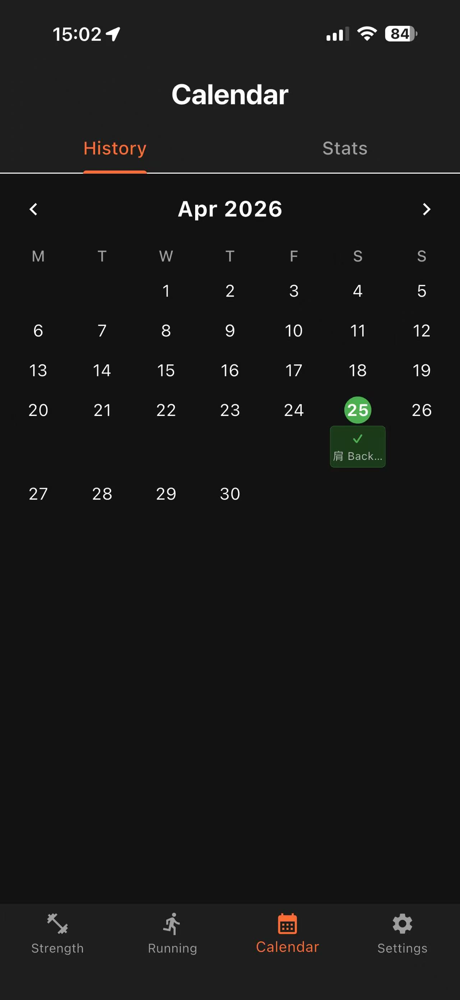 15:02 84
Calendar
History Stats
Apr 2026
M T W T F S S
1 2 3 4 5
6 7 8 9 10 11 12
13 14 15 16 17 18 19
20 21 22 23 24 25 26
肩 Back...
27 28 29 30
Strength Running Calendar Settings